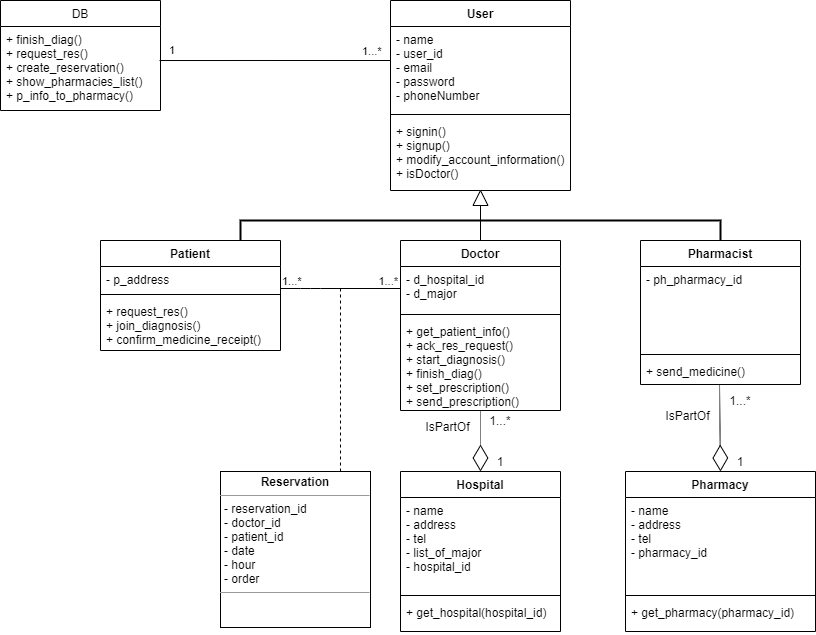 DB
+ finish_diag()
+ request_res()
+ create_reservation()
+ show_pharmacies_list()
+ p_info_to_pharmacy()
1
1...*
User
- name
- user_id
- email
- password
- phoneNumber
+ signin()
+ signup()
+ modify_account_information()
+ isDoctor()
Patient
- p_address
+ request_res()
+ join_diagnosis()
+ confirm_medicine_receipt()
1...*
1...*
Doctor
- d_hospital_id
- d_major
+ get_patient_info()
+ ack_res_request()
+ start_diagnosis()
+ finish_diag()
+ set_prescription()
+ send_prescription()
Pharmacist
- ph_pharmacy_id
+ send_medicine()
IsPartOf
1...*
1
IsPartOf
1...*
1
Reservation
- reservation_id
- doctor_id
- patient_id
- date
- hour
- order
Hospital
- name
- address
- tel
- list_of_major
- hospital_id
+ get_hospital(hospital_id)
Pharmacy
- name
- address
- tel
- pharmacy_id
+ get_pharmacy(pharmacy_id)